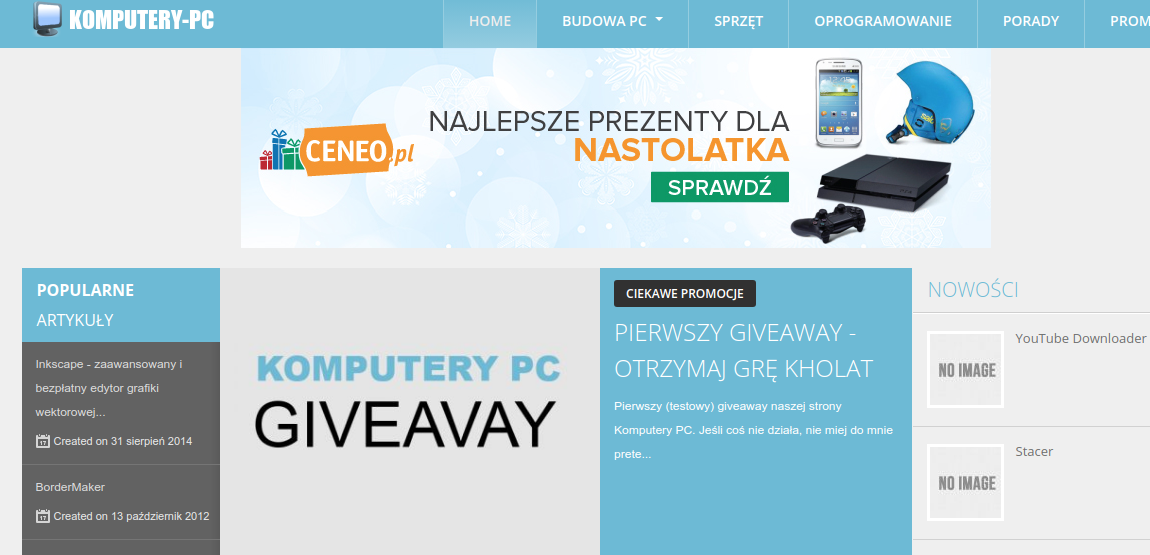 KOMPUTERY-PC
HOME
BUDOWA PC
SPRZĘT
OPROGRAMOWANIE
PORADY
PROM
CENEO.pl
NAJLEPSZE PREZENTY DLA
NASTOLATKA
SPRAWDŹ
POPULARNE
ARTYKUŁY
Inkscape - zaawansowany i
bezpłatny edytor grafiki
wektorowej...
Created on 31 sierpień 2014
BorderMaker
Created on 13 październik 2012
KOMPUTERY PC
GIVEAVAY
CIEKAWE PROMOCJE
PIERWSZY GIVEAWAY -
OTRZYMAJ GRĘ KHOLAT
Pierwszy (testowy) giveaway naszej strony
Komputery PC. Jeśli coś nie działa, nie miej do mnie
prete...
NOWOŚCI
NO IMAGE
YouTube Downloader
NO IMAGE
Stacer